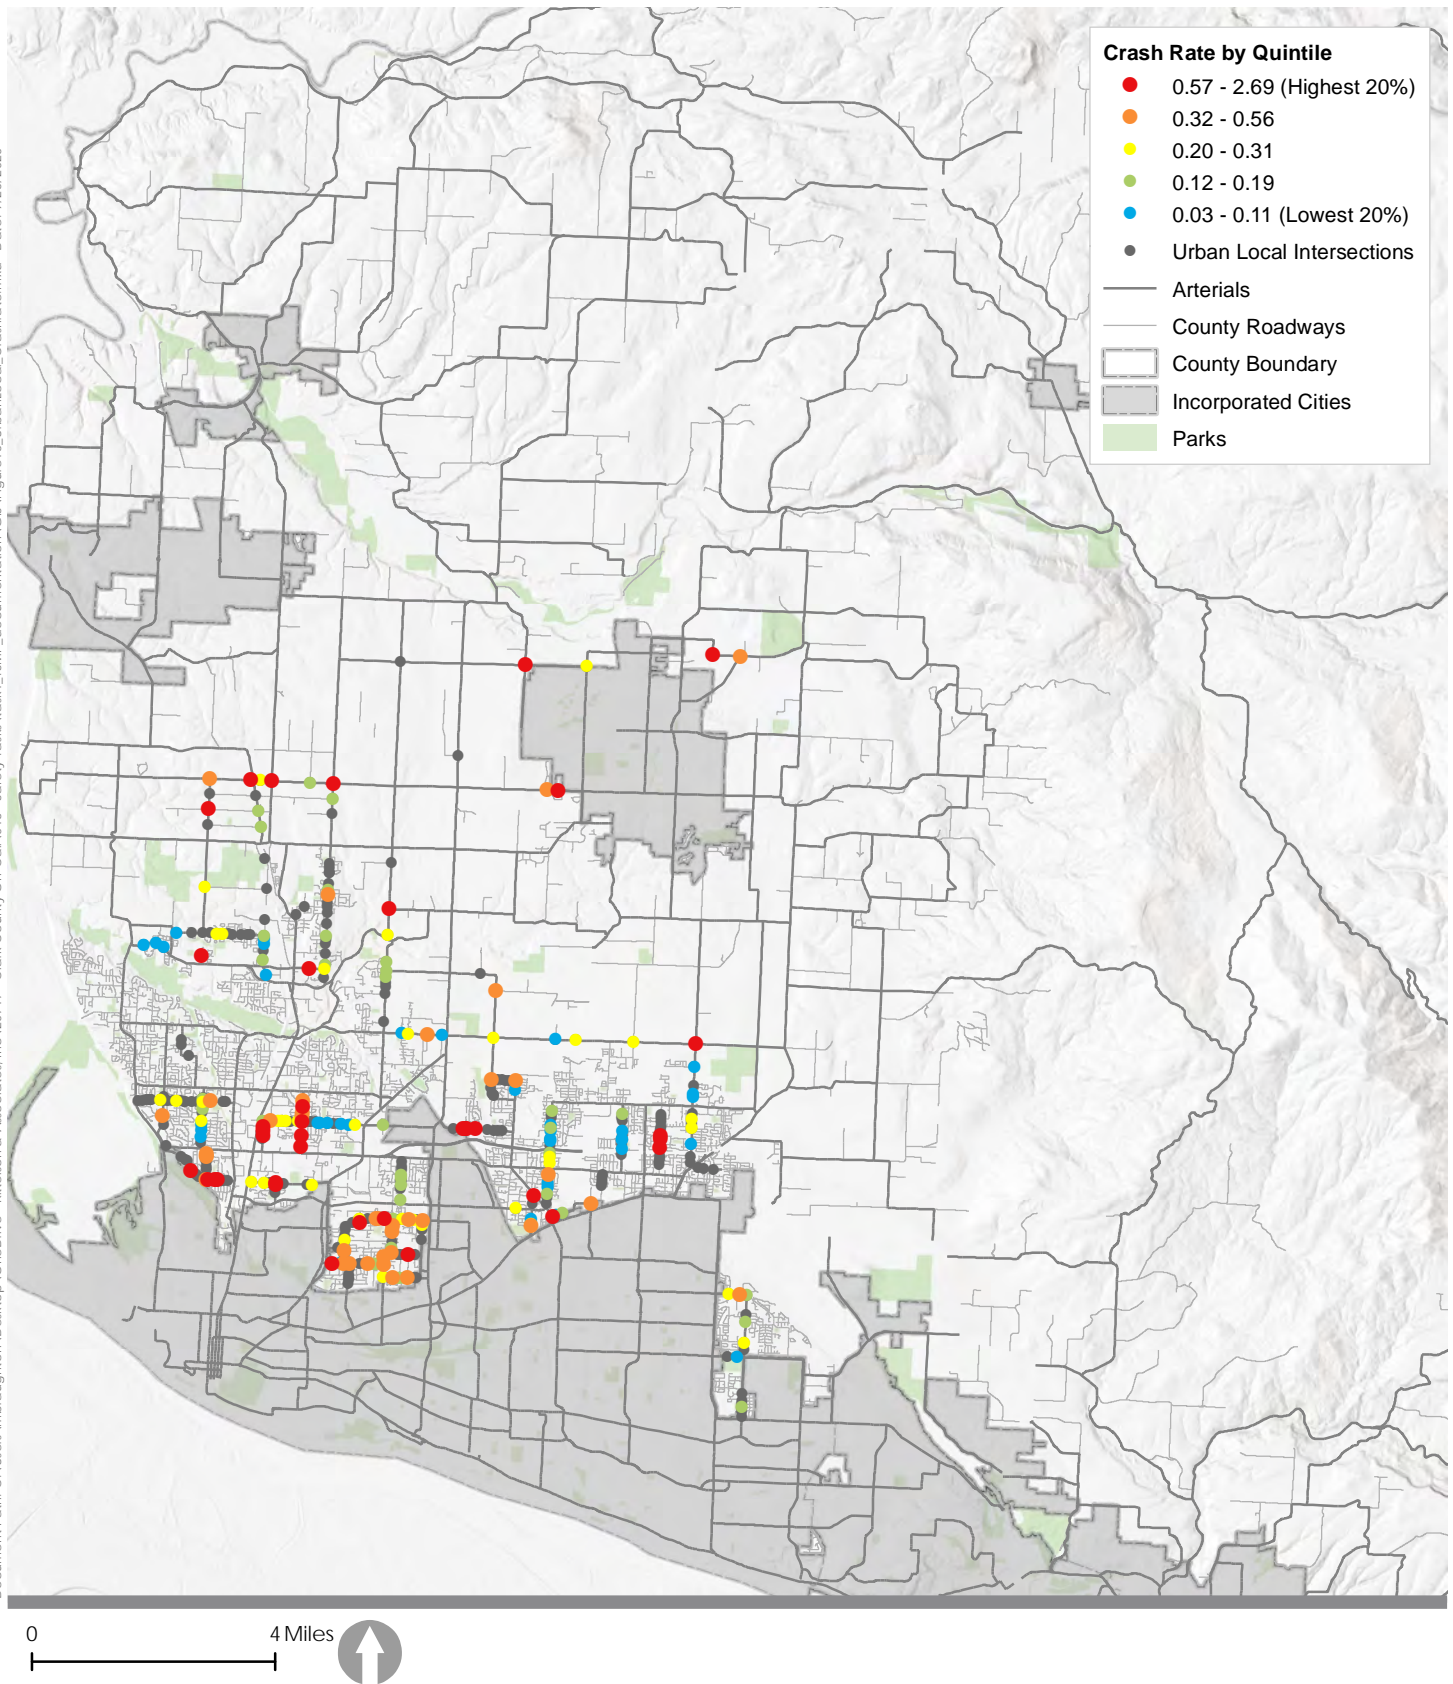 Crash Rate by Quintile
0.57 - 2.69 (Highest 20%)
0.32 - 0.56
0.20 - 0.31
0.12 - 0.19
0.03 - 0.11 (Lowest 20%)
Urban Local Intersections
Arterials
County Roadways
County Boundary
Incorporated Cities
Parks
0 4 Miles